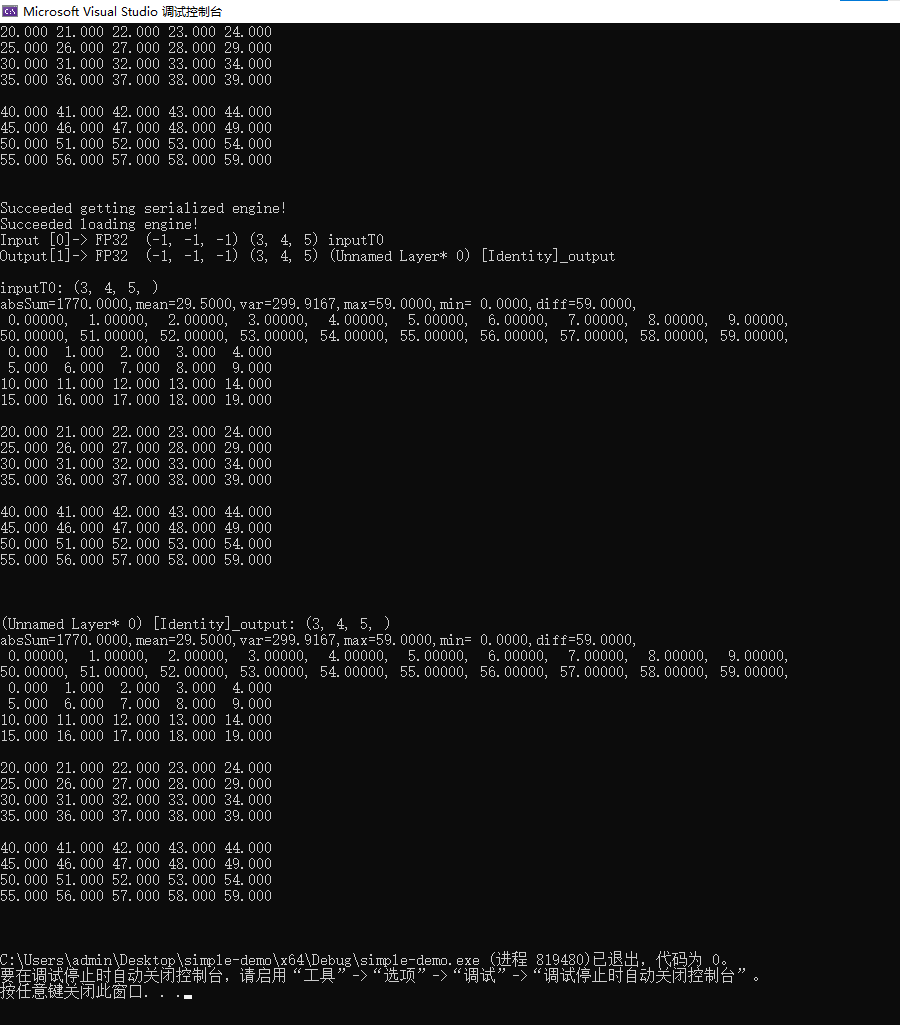 Microsoft Visual Studio 调试控制台
20.000 21.000 22.000 23.000 24.000
25.000 26.000 27.000 28.000 29.000
30.000 31.000 32.000 33.000 34.000
35.000 36.000 37.000 38.000 39.000
40.000 41.000 42.000 43.000 44.000
45.000 46.000 47.000 48.000 49.000
50.000 51.000 52.000 53.000 54.000
55.000 56.000 57.000 58.000 59.000
Succeeded getting serialized engine!
Succeeded loading engine!
Input [0]-> FP32  (-1, -1, -1) (3, 4, 5) inputT0
Output[1]-> FP32  (-1, -1, -1) (3, 4, 5) (Unnamed Layer* 0) [Identity]_output
inputT0: (3, 4, 5, )
absSum=1770.0000,mean=29.5000,var=299.9167,max=59.0000,min= 0.0000,diff=59.0000,
 0.00000,  1.00000,  2.00000,  3.00000,  4.00000,  5.00000,  6.00000,  7.00000,  8.00000,  9.00000,
50.00000, 51.00000, 52.00000, 53.00000, 54.00000, 55.00000, 56.00000, 57.00000, 58.00000, 59.00000,
 0.000  1.000  2.000  3.000  4.000
 5.000  6.000  7.000  8.000  9.000
10.000 11.000 12.000 13.000 14.000
15.000 16.000 17.000 18.000 19.000
20.000 21.000 22.000 23.000 24.000
25.000 26.000 27.000 28.000 29.000
30.000 31.000 32.000 33.000 34.000
35.000 36.000 37.000 38.000 39.000
40.000 41.000 42.000 43.000 44.000
45.000 46.000 47.000 48.000 49.000
50.000 51.000 52.000 53.000 54.000
55.000 56.000 57.000 58.000 59.000
(Unnamed Layer* 0) [Identity]_output: (3, 4, 5, )
absSum=1770.0000,mean=29.5000,var=299.9167,max=59.0000,min= 0.0000,diff=59.0000,
 0.00000,  1.00000,  2.00000,  3.00000,  4.00000,  5.00000,  6.00000,  7.00000,  8.00000,  9.00000,
50.00000, 51.00000, 52.00000, 53.00000, 54.00000, 55.00000, 56.00000, 57.00000, 58.00000, 59.00000,
 0.000  1.000  2.000  3.000  4.000
 5.000  6.000  7.000  8.000  9.000
10.000 11.000 12.000 13.000 14.000
15.000 16.000 17.000 18.000 19.000
20.000 21.000 22.000 23.000 24.000
25.000 26.000 27.000 28.000 29.000
30.000 31.000 32.000 33.000 34.000
35.000 36.000 37.000 38.000 39.000
40.000 41.000 42.000 43.000 44.000
45.000 46.000 47.000 48.000 49.000
50.000 51.000 52.000 53.000 54.000
55.000 56.000 57.000 58.000 59.000
C:\Users\admin\Desktop\simple-demo\x64\Debug\simple-demo.exe (进程 819480)已退出，代码为 0。
要在调试停止时自动关闭控制台，请启用“工具”->“选项”->“调试”->“调试停止时自动关闭控制台”。
按任意键关闭此窗口. . .